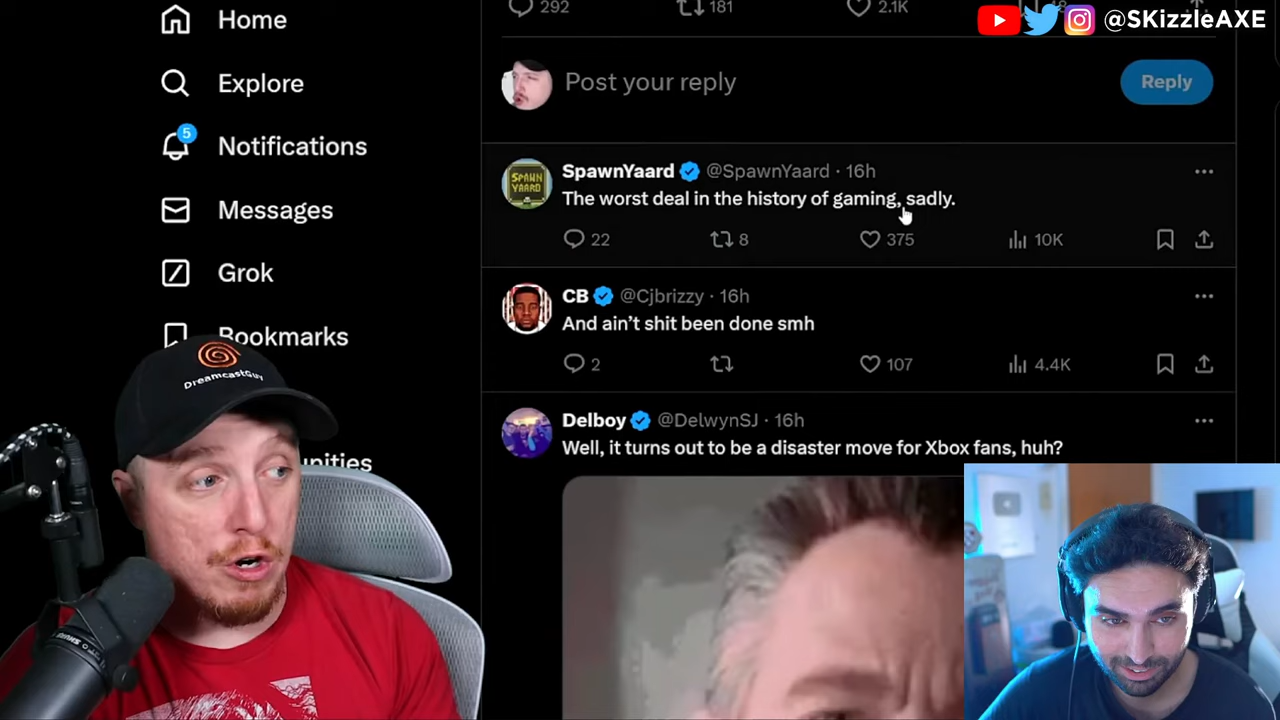 292 181 2.1K
@SKizzleAXE
Home
Explore
5
Notifications
Messages
Grok
Bookmarks
Post your reply
Reply
SPAWN
YAARD
SpawnYaard @SpawnYaard · 16h
The worst deal in the history of gaming, sadly.
22 8 375 10K
CB @Cjbrizzy · 16h
And ain’t shit been done smh
2 107 4.4K
Delboy @DelwynSJ · 16h
Well, it turns out to be a disaster move for Xbox fans, huh?
DreamcastGuy